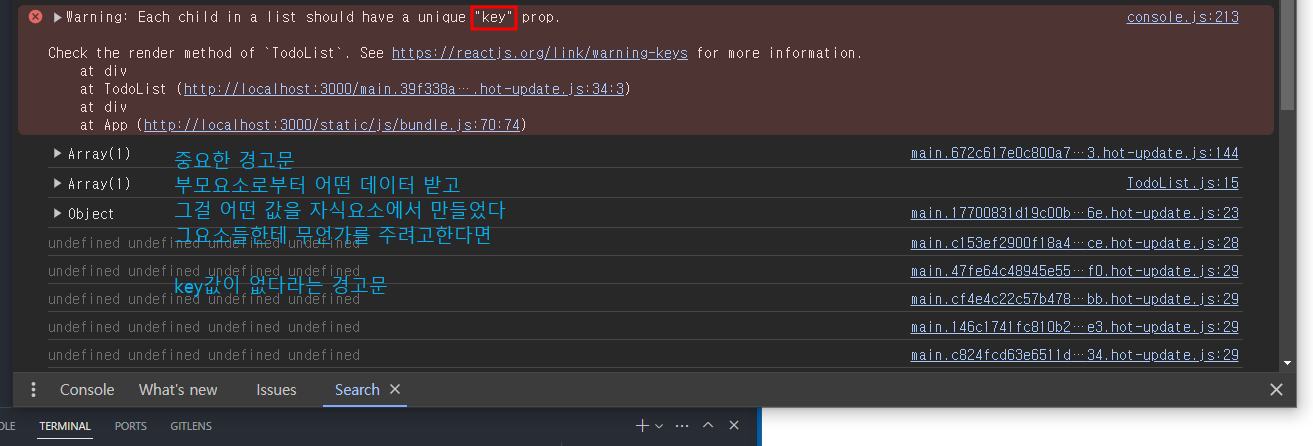 Warning: Each child in a list should have a unique "key" prop. console.js:213
Check the render method of `TodoList`. See https://reactjs.org/link/warning-keys for more information.
at div
at TodoList (http://localhost:3000/main.39f338a….hot-update.js:34:3)
at div
at App (http://localhost:3000/static/js/bundle.js:70:74)
Array(1) main.672c617e0c800a7…3.hot-update.js:144
중요한 경고문
Array(1) TodoList.js:15
부모요소로부터 어떤 데이터 받고
Object main.17700831d19c00b…6e.hot-update.js:23
그걸 어떤 값을 자식요소에서 만들었다
그요소들한테 무언가를 주려고한다면
undefined undefined undefined undefined main.c153ef2900f18a4…ce.hot-update.js:28
undefined undefined undefined undefined main.47fe64c48945e55…f0.hot-update.js:29
key값이 없다라는 경고문
undefined undefined undefined undefined main.cf4e4c22c57b478…bb.hot-update.js:29
undefined undefined undefined undefined main.146c1741fc810b2…e3.hot-update.js:29
undefined undefined undefined undefined main.c824fcd63e6511d…34.hot-update.js:29
Console What's new Issues Search
OLE TERMINAL PORTS GITLENS